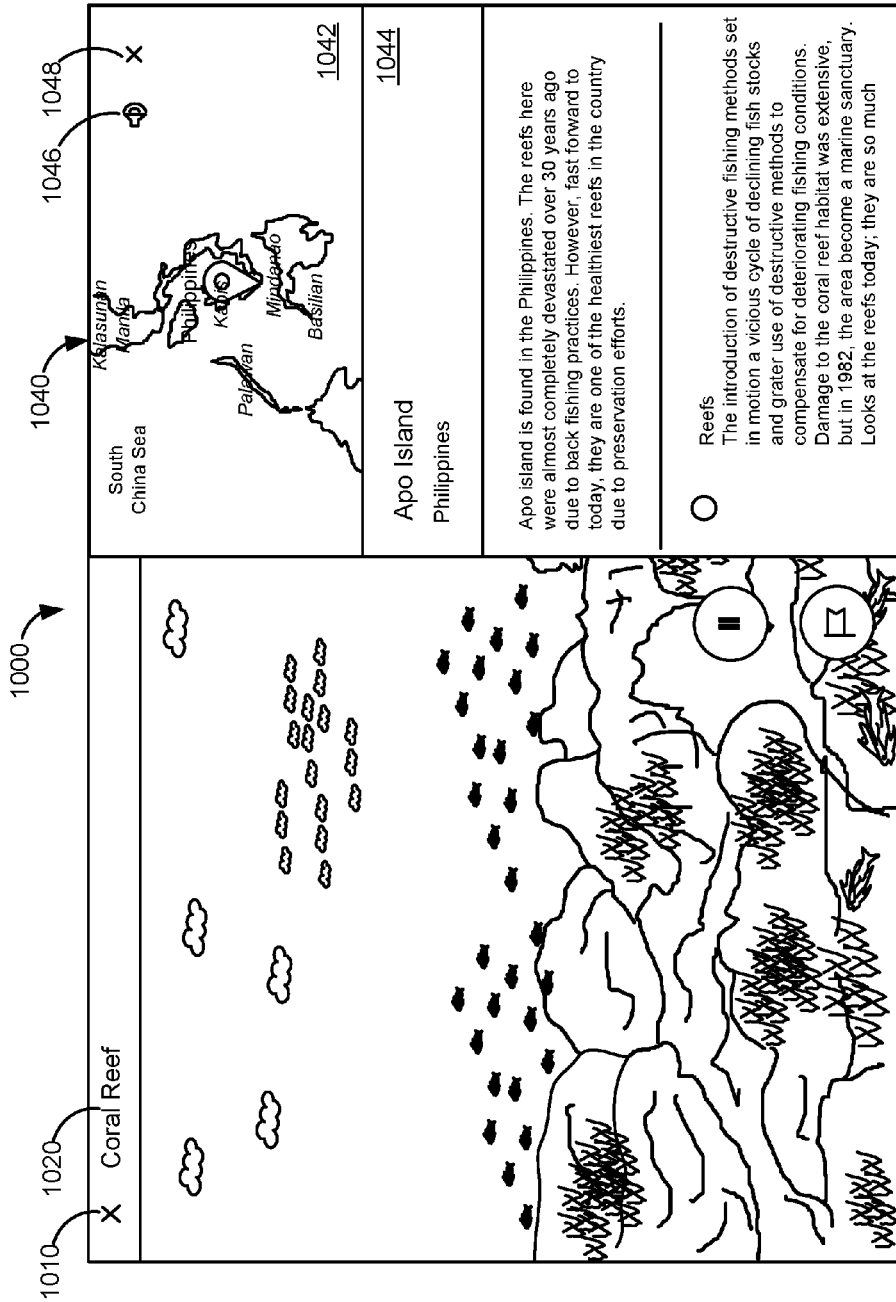 1000
1010
1020
Coral Reef
1040
1046
1048
South
China Sea
Kalasunan
Manila
Philippines
Kabis
Palawan
Mindanao
Basilian
1042
Apo Island
Philippines
1044
Apo island is found in the Philippines. The reefs here
were almost completely devastated over 30 years ago
due to back fishing practices. However, fast forward to
today, they are one of the healthiest reefs in the country
due to preservation efforts.
Reefs
The introduction of destructive fishing methods set
in motion a vicious cycle of declining fish stocks
and grater use of destructive methods to
compensate for deteriorating fishing conditions.
Damage to the coral reef habitat was extensive,
but in 1982, the area become a marine sanctuary.
Looks at the reefs today; they are so much